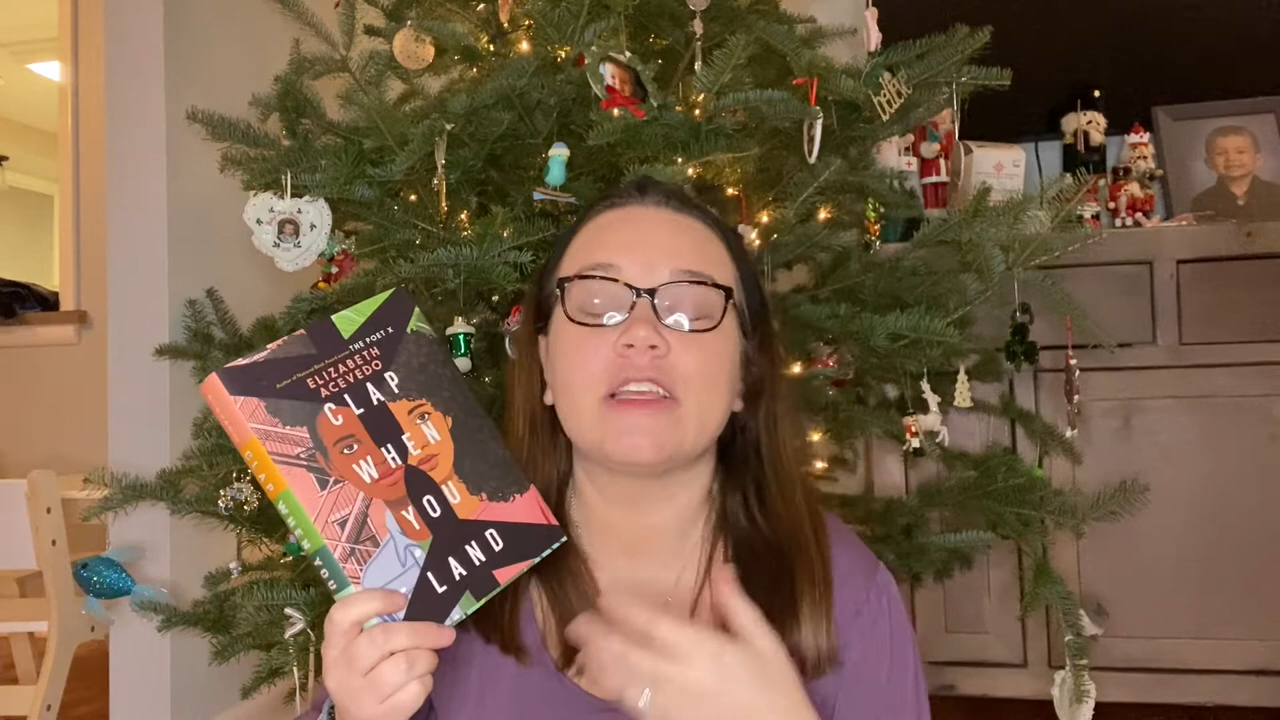 believe
Author of National Book Award winner THE POET X
ELIZABETH
ACEVEDO
CLAP
WHEN
YOU
LAND
CLAP WHEN YOU